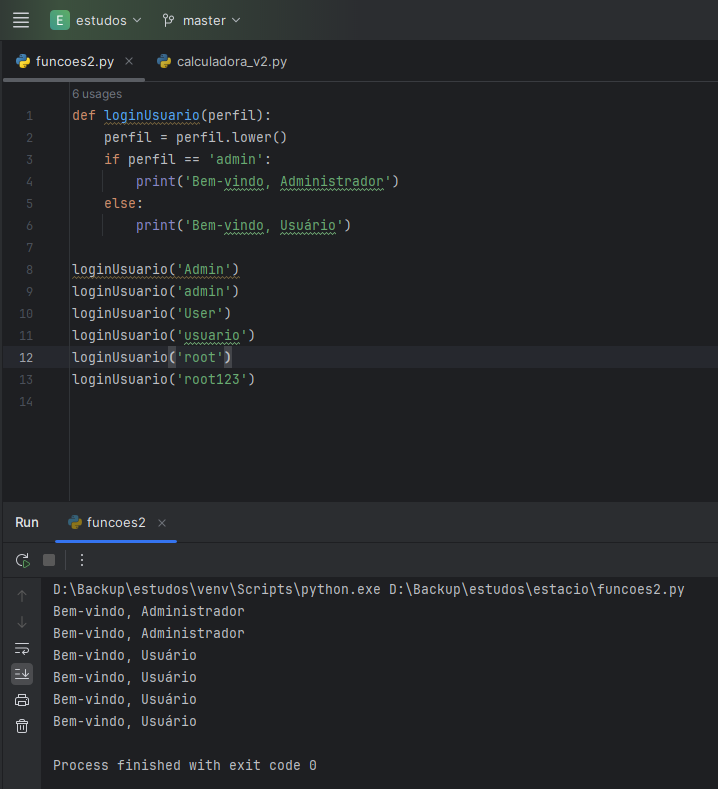 E estudos master
funcoes2.py calculadora_v2.py
6 usages
1 def loginUsuario(perfil):
2 perfil = perfil.lower()
3 if perfil == 'admin':
4 print('Bem-vindo, Administrador')
5 else:
6 print('Bem-vindo, Usuário')
7
8 loginUsuario('Admin')
9 loginUsuario('admin')
10 loginUsuario('User')
11 loginUsuario('usuario')
12 loginUsuario('root')
13 loginUsuario('root123')
14
Run funcoes2
D:\Backup\estudos\venv\Scripts\python.exe D:\Backup\estudos\estacio\funcoes2.py
Bem-vindo, Administrador
Bem-vindo, Administrador
Bem-vindo, Usuário
Bem-vindo, Usuário
Bem-vindo, Usuário
Bem-vindo, Usuário
Process finished with exit code 0